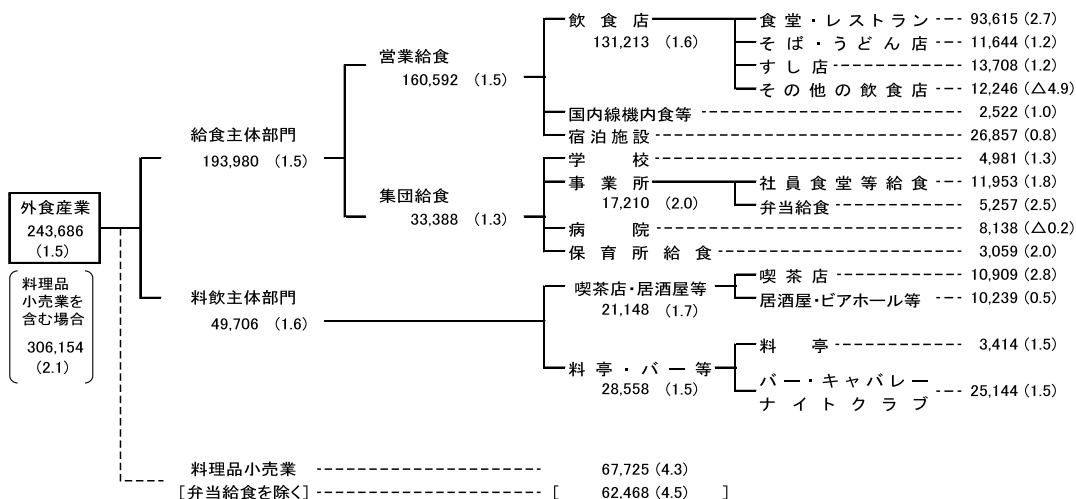 飲食店 131,213 (1.6)
食堂・レストラン 93,615 (2.7)
そば・うどん店 11,644 (1.2)
すし店 13,708 (1.2)
その他の飲食店 12,246 (△4.9)
営業給食
160,592 (1.5)
国内線機内食等 2,522 (1.0)
宿泊施設 26,857 (0.8)
給食主体部門
193,980 (1.5)
学校 4,981 (1.3)
事業所
17,210 (2.0)
社員食堂等給食 11,953 (1.8)
弁当給食 5,257 (2.5)
集団給食
33,388 (1.3)
病院 8,138 (△0.2)
保育所給食 3,059 (2.0)
外食産業
243,686
(1.5)
料理品
小売業を
含む場合
306,154
(2.1)
料飲主体部門
49,706 (1.6)
喫茶店・居酒屋等
21,148 (1.7)
喫茶店 10,909 (2.8)
居酒屋・ビアホール等 10,239 (0.5)
料亭・バー等
28,558 (1.5)
料亭 3,414 (1.5)
バー・キャバレー
ナイトクラブ 25,144 (1.5)
料理品小売業 67,725 (4.3)
[弁当給食を除く] [ 62,468 (4.5) ]